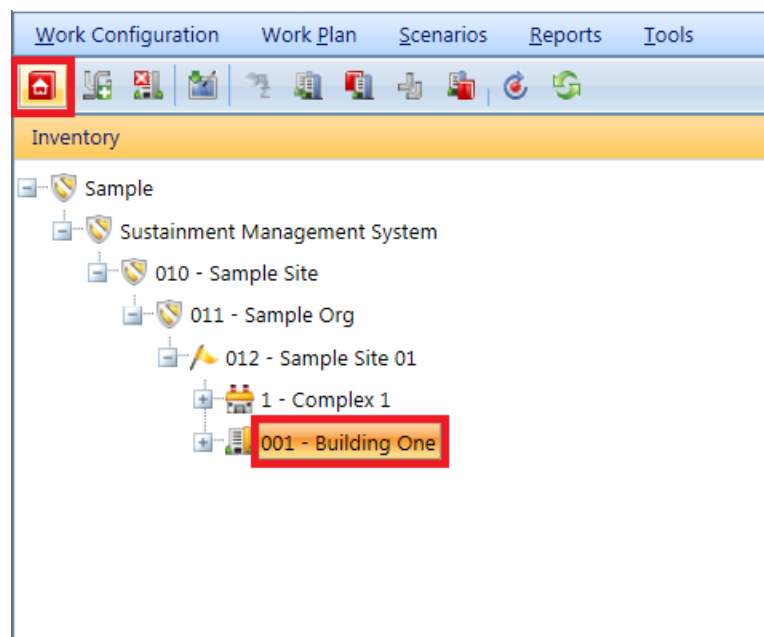 Work Configuration Work Plan Scenarios Reports Tools
Inventory
Sample
Sustainment Management System
010 - Sample Site
011 - Sample Org
012 - Sample Site 01
1 - Complex 1
001 - Building One